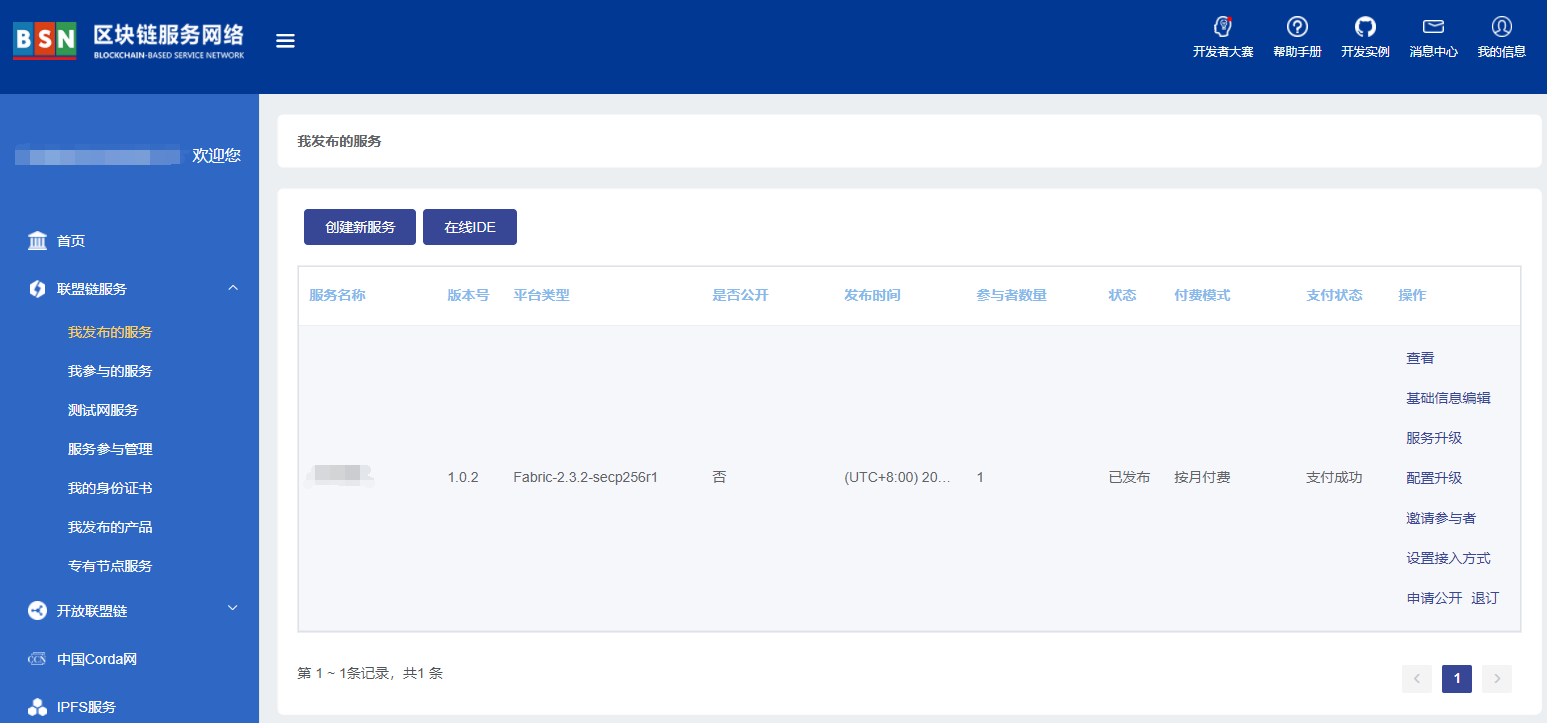 BSN 区块链服务网络
BLOCKCHAIN-BASED SERVICE NETWORK
开发者大赛 帮助手册 开发实例 消息中心 我的信息
欢迎您
首页
联盟链服务
我发布的服务
我参与的服务
测试网服务
服务参与管理
我的身份证书
我发布的产品
专有节点服务
开放联盟链
中国Corda网
IPFS服务
我发布的服务
创建新服务 在线IDE
服务名称 版本号 平台类型 是否公开 发布时间 参与者数量 状态 付费模式 支付状态 操作
1.0.2 Fabric-2.3.2-secp256r1 否 (UTC+8:00) 20... 1 已发布 按月付费 支付成功
查看
基础信息编辑
服务升级
配置升级
邀请参与者
设置接入方式
申请公开 退订
第 1 ~ 1条记录，共1 条
1